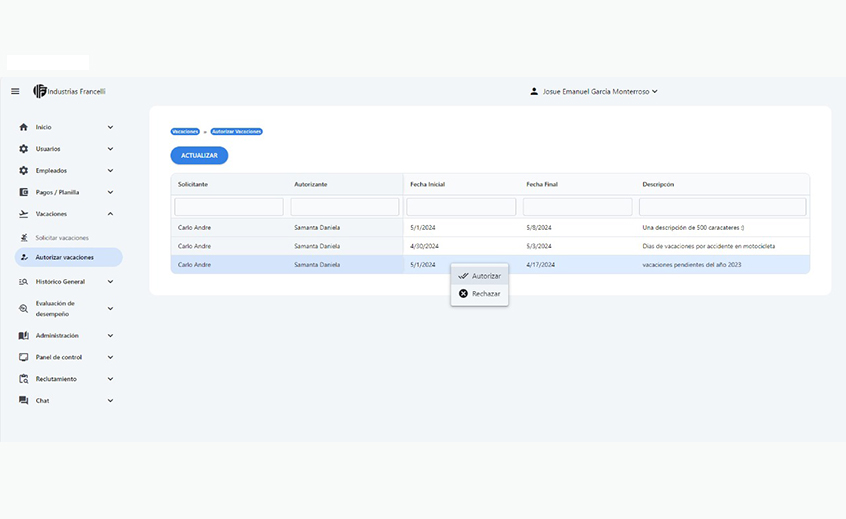 Industrias Francelli
Josue Emanuel Garcia Monterroso
Inicio
Usuarios
Empleados
Pagos / Planilla
Vacaciones
Solicitar vacaciones
Autorizar vacaciones
Histórico General
Evaluación de
desempeño
Administración
Panel de control
Reclutamiento
Chat
Vacaciones » Autorizar Vacaciones
ACTUALIZAR
Solicitante Autorizante Fecha Inicial Fecha Final Descripcón
Carlo Andre Samanta Daniela 5/1/2024 5/8/2024 Una descripción de 500 caracateres :)
Carlo Andre Samanta Daniela 4/30/2024 5/3/2024 Dias de vacaciones por accidente en motocicleta
Carlo Andre Samanta Daniela 5/1/2024 4/17/2024 vacaciones pendientes del año 2023
Autorizar
Rechazar